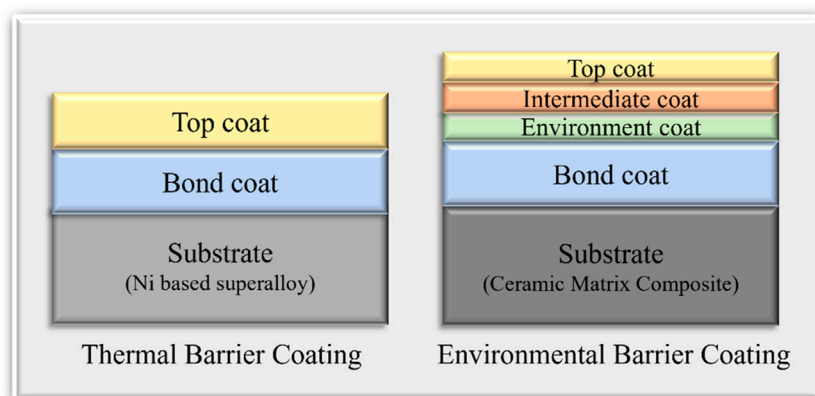 Top coat
Bond coat
Substrate
(Ni based superalloy)
Thermal Barrier Coating
Top coat
Intermediate coat
Environment coat
Bond coat
Substrate
(Ceramic Matrix Composite)
Environmental Barrier Coating